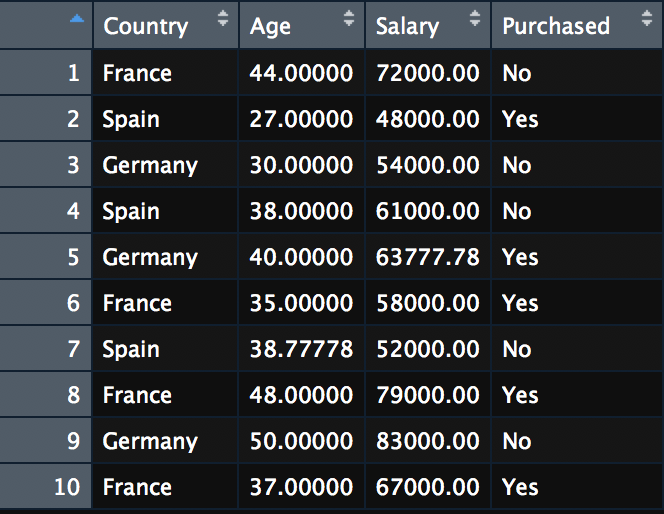 Country Age Salary Purchased
1 France 44.00000 72000.00 No
2 Spain 27.00000 48000.00 Yes
3 Germany 30.00000 54000.00 No
4 Spain 38.00000 61000.00 No
5 Germany 40.00000 63777.78 Yes
6 France 35.00000 58000.00 Yes
7 Spain 38.77778 52000.00 No
8 France 48.00000 79000.00 Yes
9 Germany 50.00000 83000.00 No
10 France 37.00000 67000.00 Yes